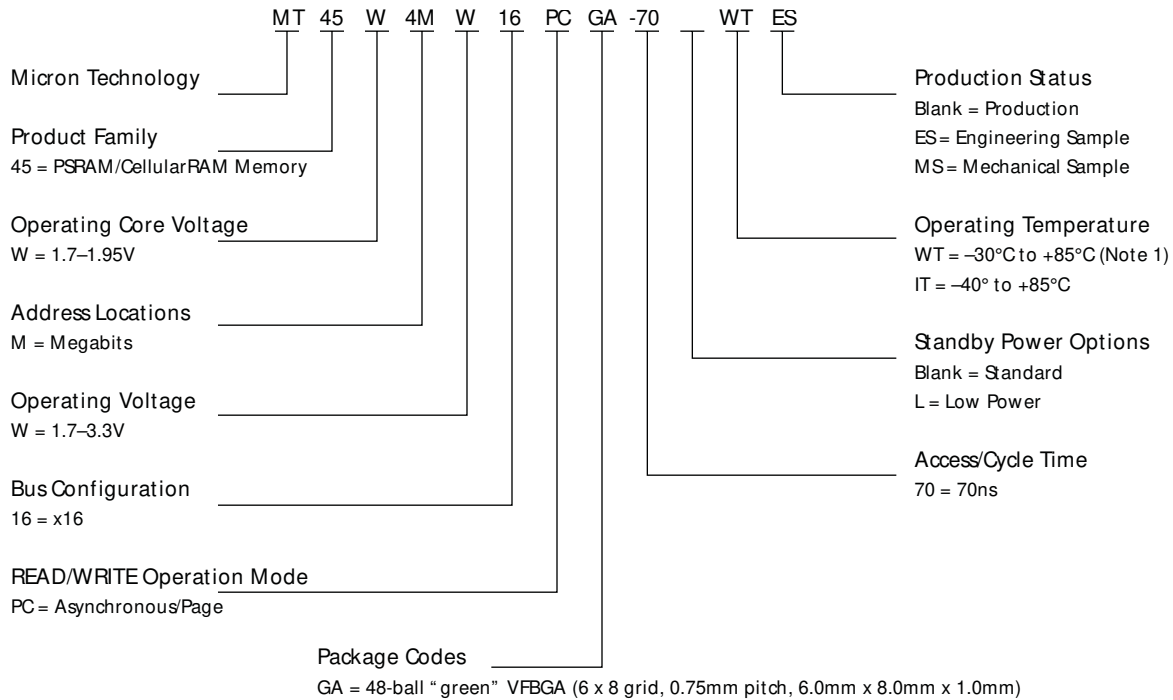 MT 45 W 4M W 16 PC GA -70 WT ES
Micron Technology
Product Family
45 = PSRAM/CellularRAM Memory
Operating Core Voltage
W = 1.7–1.95V
Address Locations
M = Megabits
Operating Voltage
W = 1.7–3.3V
Bus Configuration
16 = x16
READ/WRITE Operation Mode
PC = Asynchronous/Page
Package Codes
GA = 48-ball “green” VFBGA (6 x 8 grid, 0.75mm pitch, 6.0mm x 8.0mm x 1.0mm)
Production Status
Blank = Production
ES = Engineering Sample
MS = Mechanical Sample
Operating Temperature
WT = –30°C to +85°C (Note 1)
IT = –40° to +85°C
Standby Power Options
Blank = Standard
L = Low Power
Access/Cycle Time
70 = 70ns